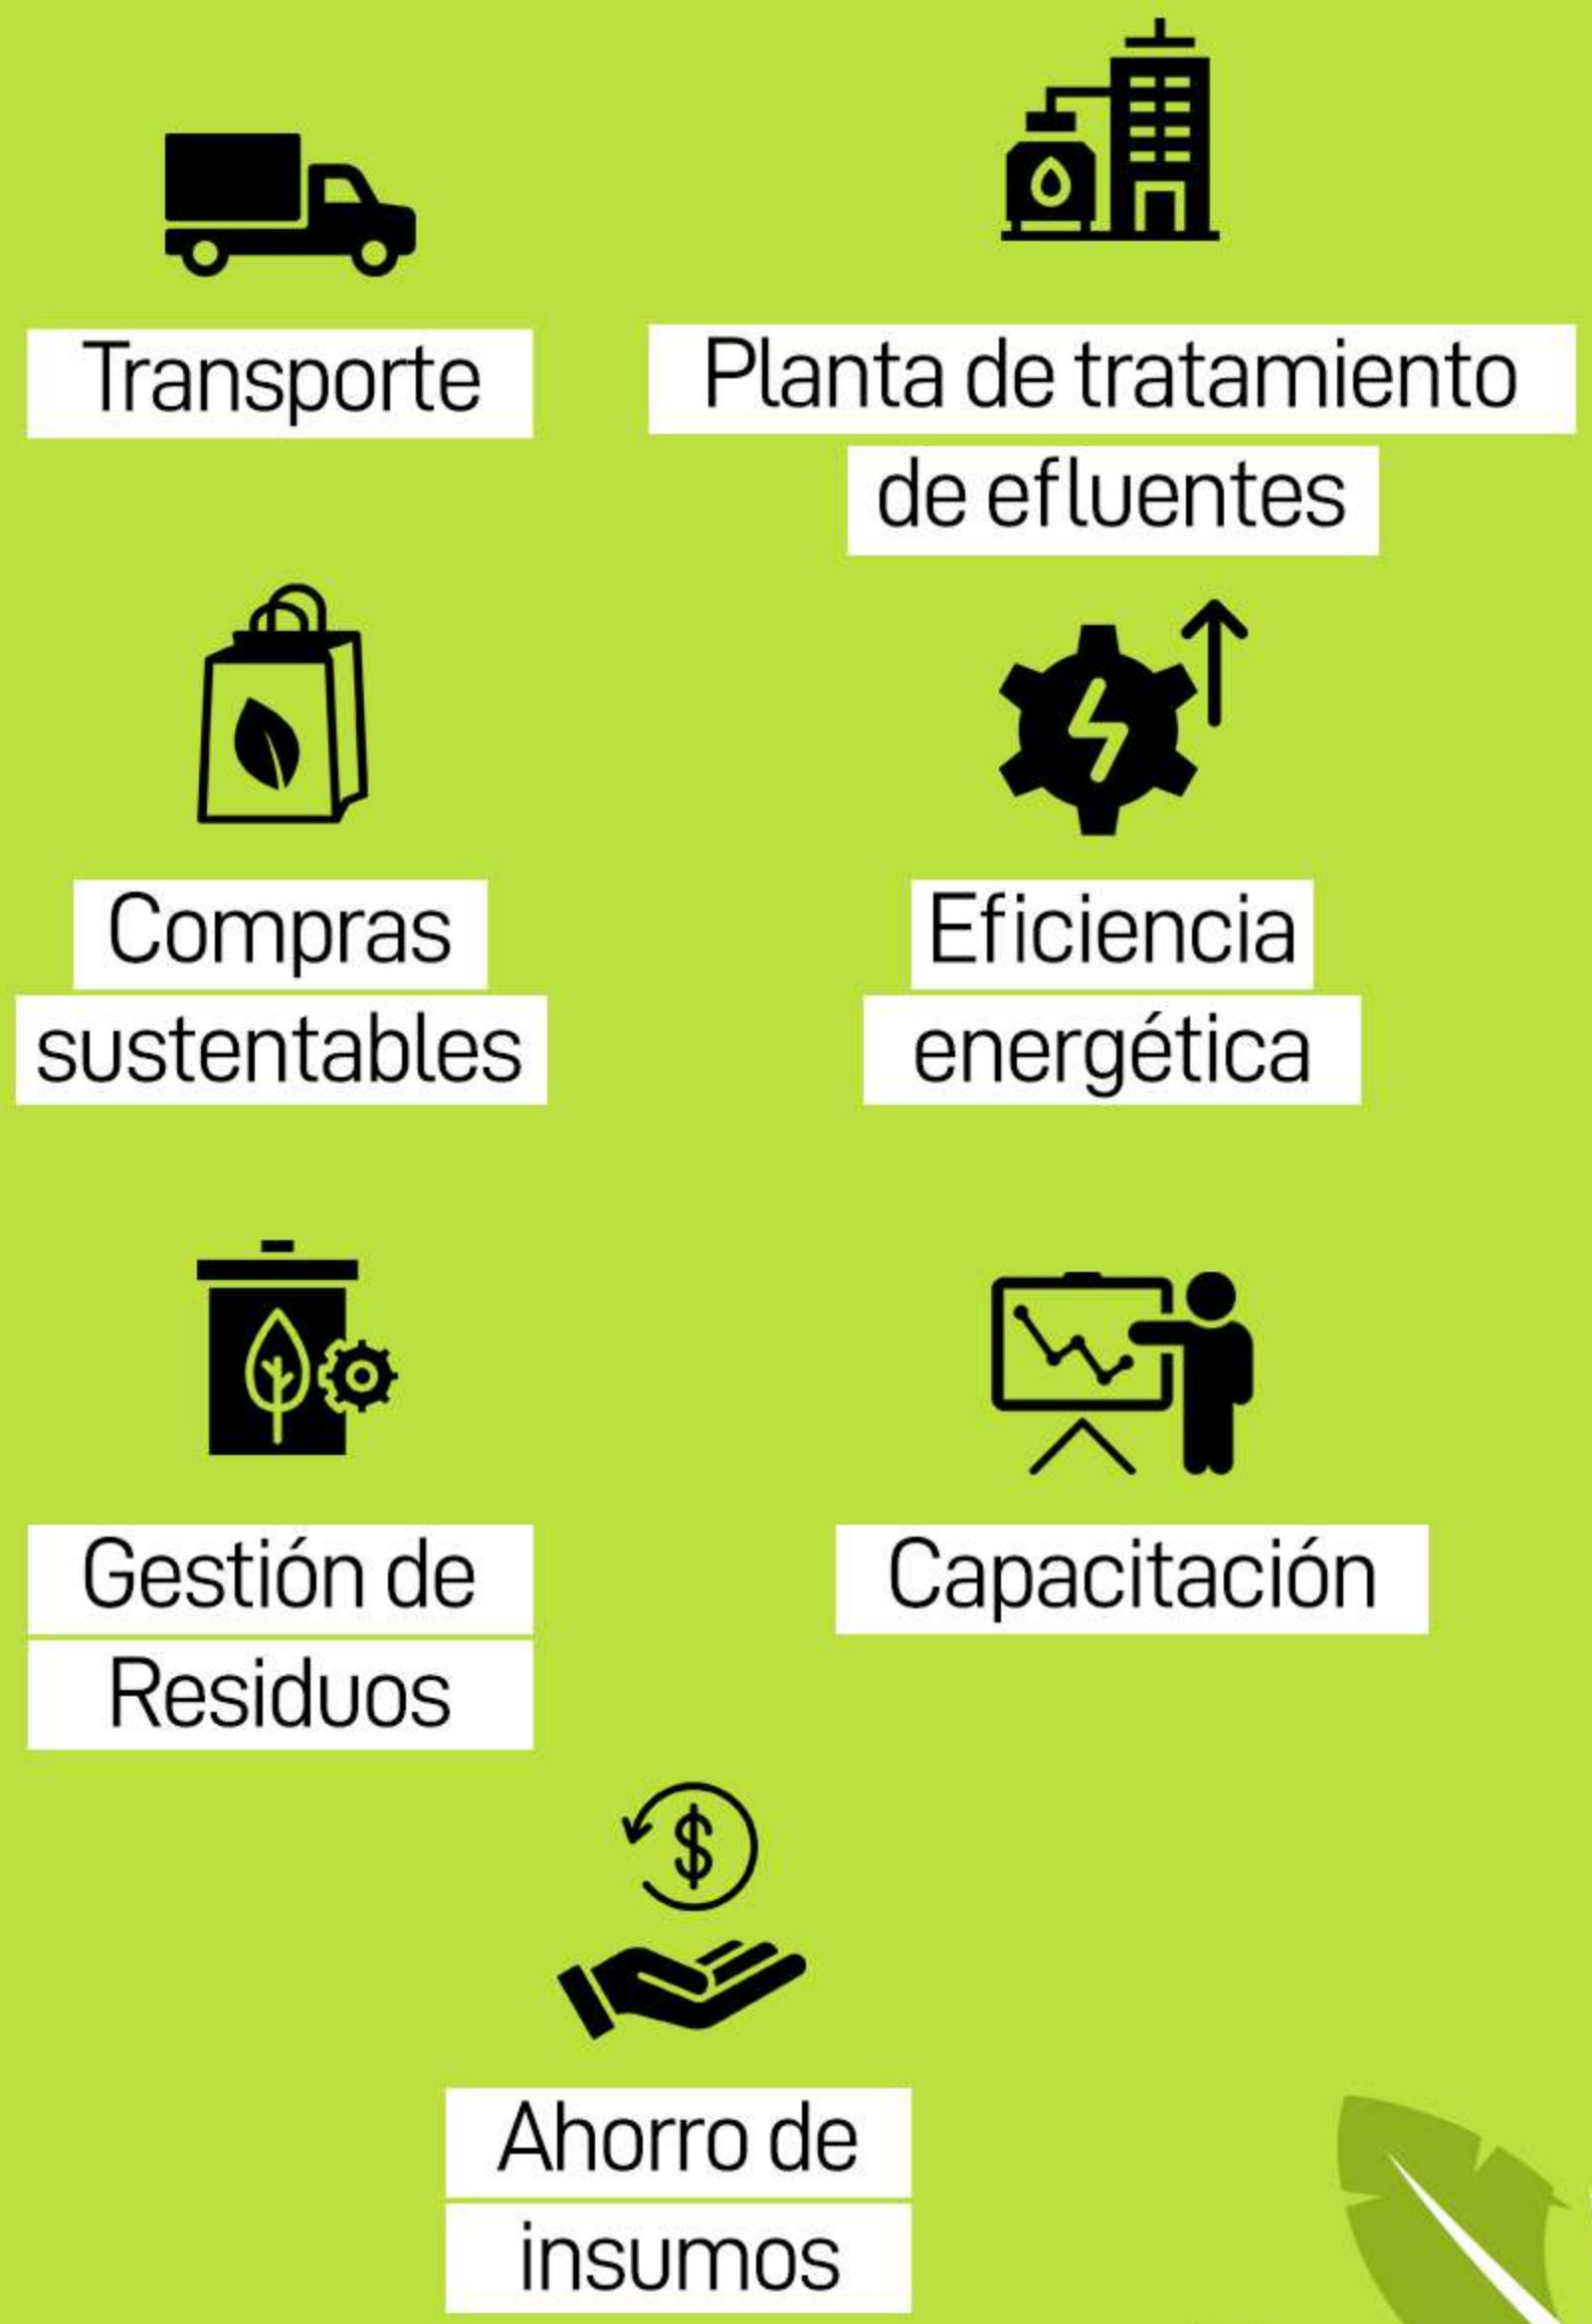 Transporte
Planta de tratamiento
de efluentes
Compras
sustentables
Eficiencia
energética
Gestión de
Residuos
Capacitación
$
Ahorro de
insumos